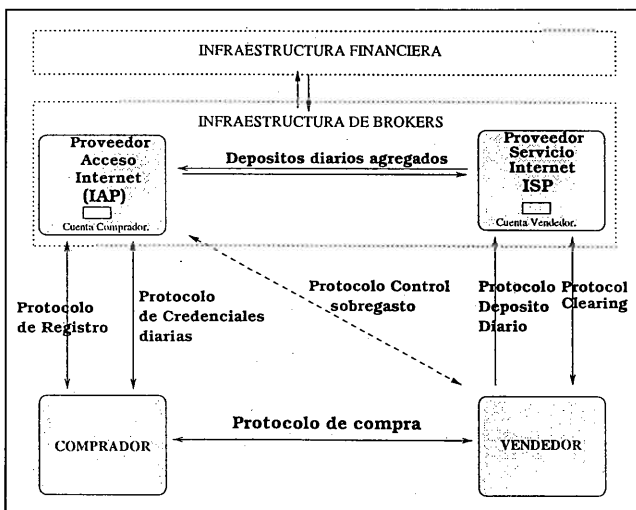 INFRAESTRUCTURA FINANCIERA
INFRAESTRUCTURA DE BROKERS
Proveedor
Acceso
Internet
(IAP)
Cuenta Comprador.
Depositos diarios agregados
Proveedor
Servicio
Internet
ISP
Cuenta Vendedor.
Protocolo
de Registro
Protocolo
de Credenciales
diarias
Protocolo Control
sobregasto
Protocolo
Deposito
Diario
Protocol
Clearing
COMPRADOR
Protocolo de compra
VENDEDOR